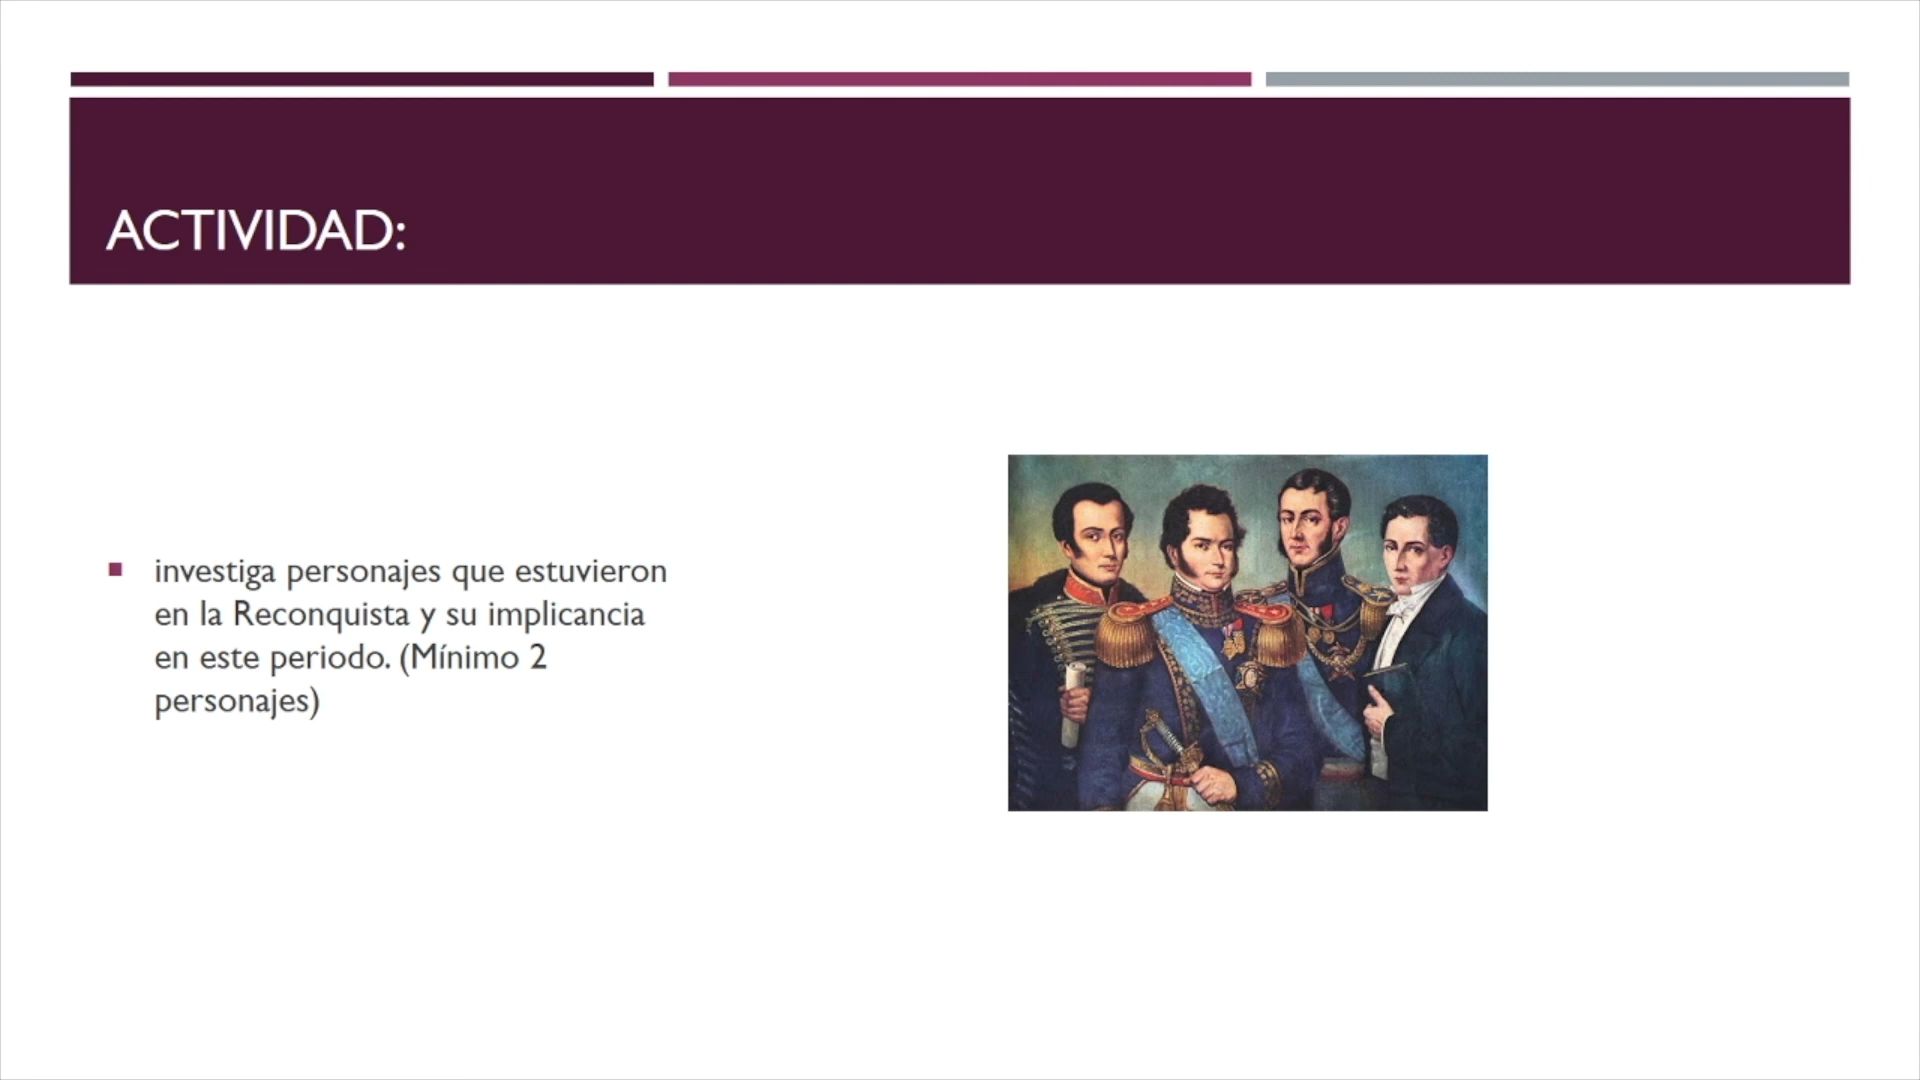 ACTIVIDAD:
investiga personajes que estuvieron
en la Reconquista y su implicancia
en este periodo. (Mínimo 2
personajes)